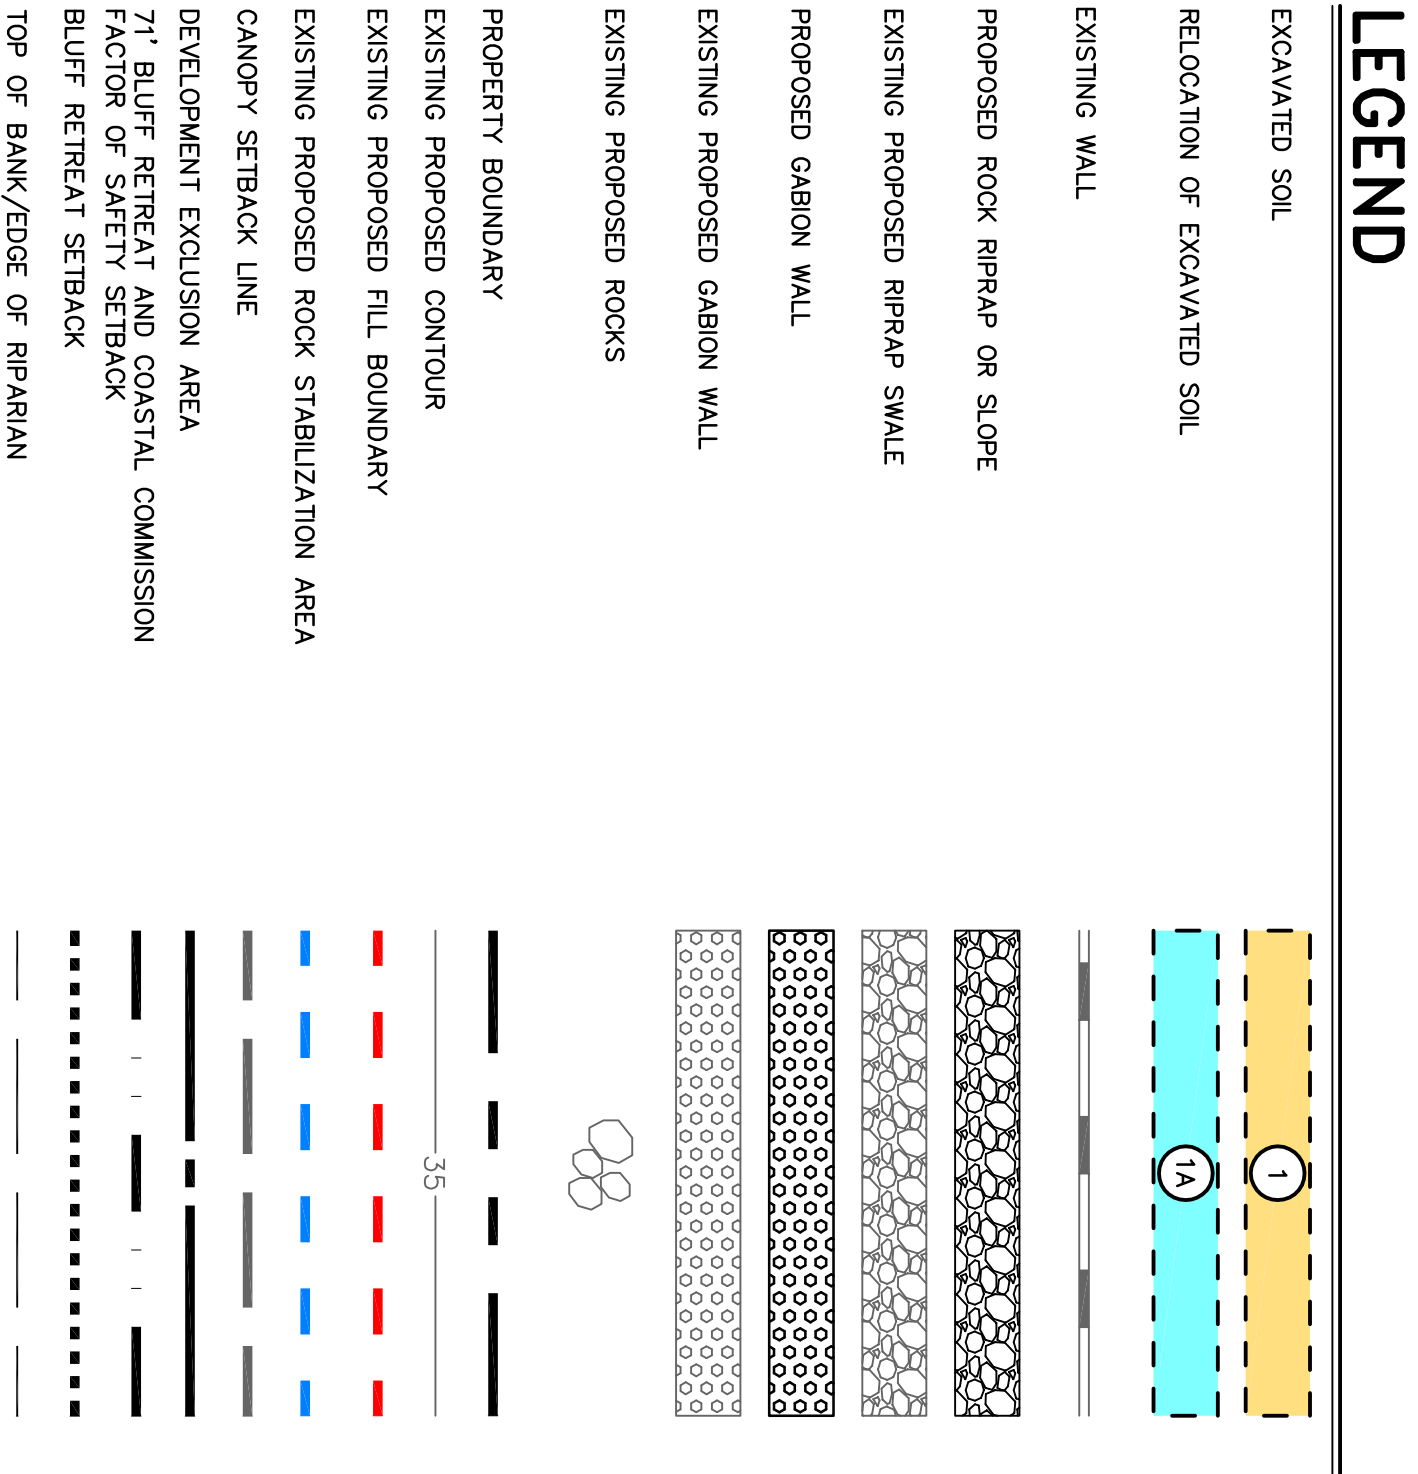 LEGEND
EXCAVATED SOIL
1
RELOCATION OF EXCAVATED SOIL
1A
EXISTING WALL
PROPOSED ROCK RIPRAP OR SLOPE
EXISTING PROPOSED RIPRAP SWALE
PROPOSED GABION WALL
EXISTING PROPOSED GABION WALL
EXISTING PROPOSED ROCKS
PROPERTY BOUNDARY
EXISTING PROPOSED CONTOUR
35
EXISTING PROPOSED FILL BOUNDARY
EXISTING PROPOSED ROCK STABILIZATION AREA
CANOPY SETBACK LINE
DEVELOPMENT EXCLUSION AREA
71' BLUFF RETREAT AND COASTAL COMMISSION
FACTOR OF SAFETY SETBACK
BLUFF RETREAT SETBACK
TOP OF BANK/EDGE OF RIPARIAN